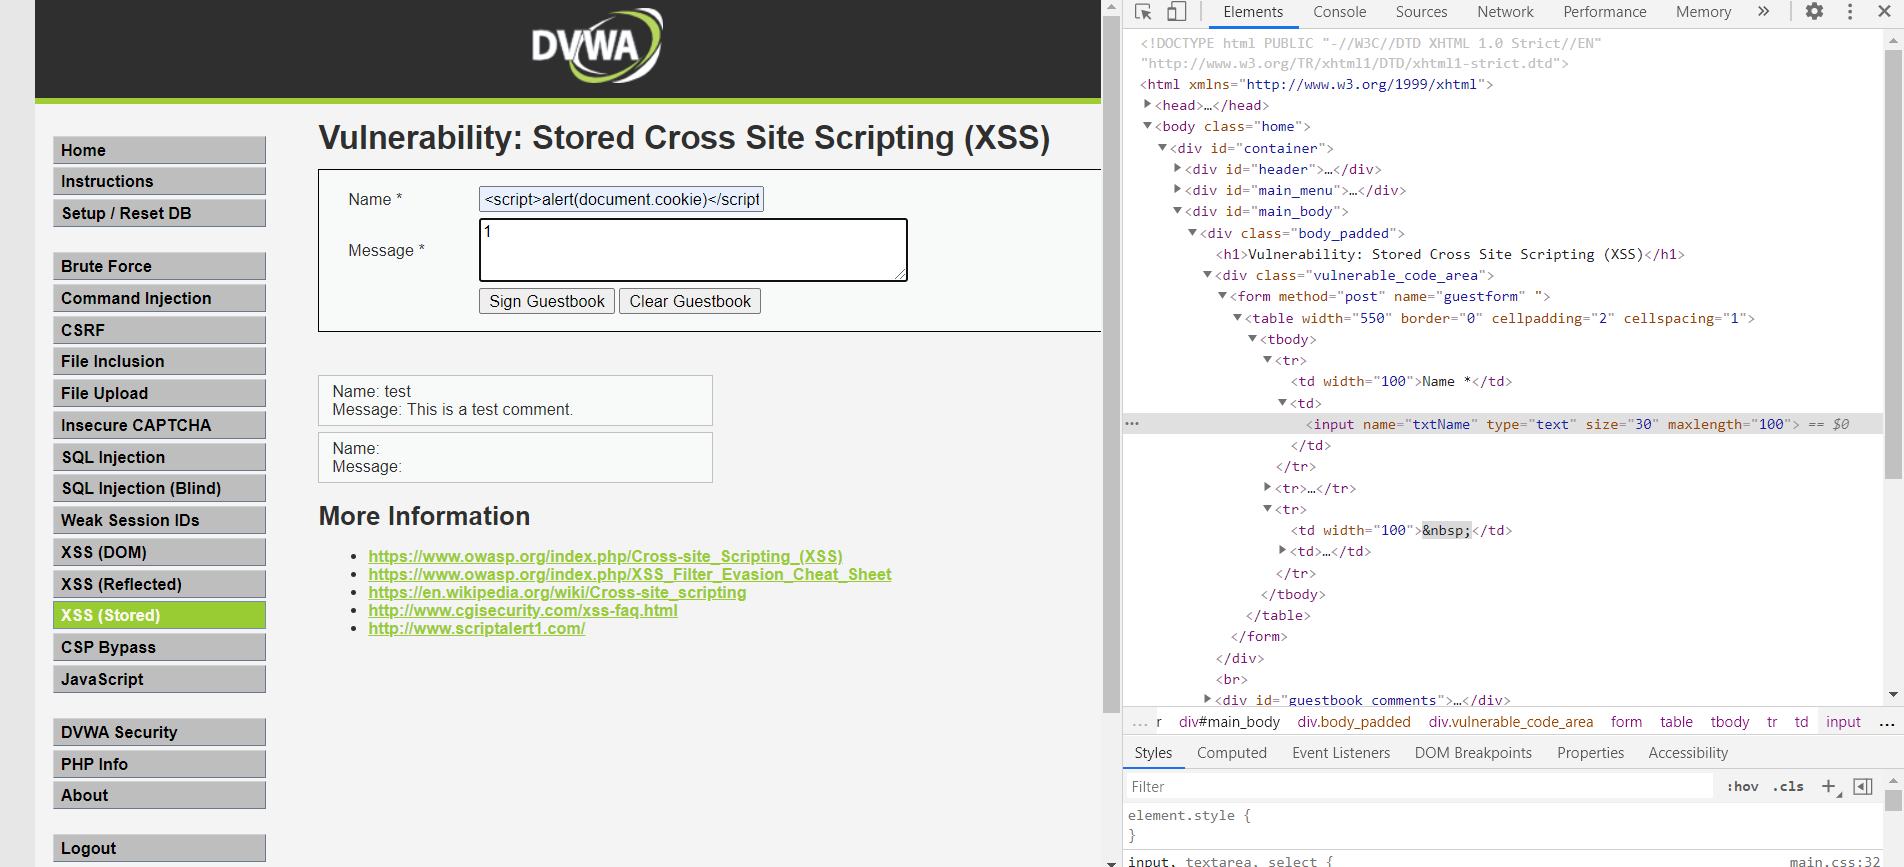 DVWA
Home
Instructions
Setup / Reset DB
Brute Force
Command Injection
CSRF
File Inclusion
File Upload
Insecure CAPTCHA
SQL Injection
SQL Injection (Blind)
Weak Session IDs
XSS (DOM)
XSS (Reflected)
XSS (Stored)
CSP Bypass
JavaScript
DVWA Security
PHP Info
About
Logout
Vulnerability: Stored Cross Site Scripting (XSS)
Name * <script>alert(document.cookie)</script
Message * 1
Sign Guestbook Clear Guestbook
Name: test
Message: This is a test comment.
Name:
Message:
More Information
• https://www.owasp.org/index.php/Cross-site_Scripting_(XSS)
• https://www.owasp.org/index.php/XSS_Filter_Evasion_Cheat_Sheet
• https://en.wikipedia.org/wiki/Cross-site_scripting
• http://www.cgisecurity.com/xss-faq.html
• http://www.scriptalert1.com/
Elements Console Sources Network Performance Memory »
<!DOCTYPE html PUBLIC "-//W3C//DTD XHTML 1.0 Strict//EN"
"http://www.w3.org/TR/xhtml1/DTD/xhtml1-strict.dtd">
<html xmlns="http://www.w3.org/1999/xhtml">
<head>…</head>
<body class="home">
<div id="container">
<div id="header">…</div>
<div id="main_menu">…</div>
<div id="main_body">
<div class="body_padded">
<h1>Vulnerability: Stored Cross Site Scripting (XSS)</h1>
<div class="vulnerable_code_area">
<form method="post" name="guestform" ">
<table width="550" border="0" cellpadding="2" cellspacing="1">
<tbody>
<tr>
<td width="100">Name *</td>
<td>
… <input name="txtName" type="text" size="30" maxlength="100"> == $0
</td>
</tr>
<tr>…</tr>
<tr>
<td width="100">&nbsp;</td>
<td>…</td>
</tr>
</tbody>
</table>
</form>
</div>
<br>
<div id="guestbook_comments">…</div>
… r div#main_body div.body_padded div.vulnerable_code_area form table tbody tr td input …
Styles Computed Event Listeners DOM Breakpoints Properties Accessibility
Filter :hov .cls +
element.style {
}
input, textarea, select { main.css:32